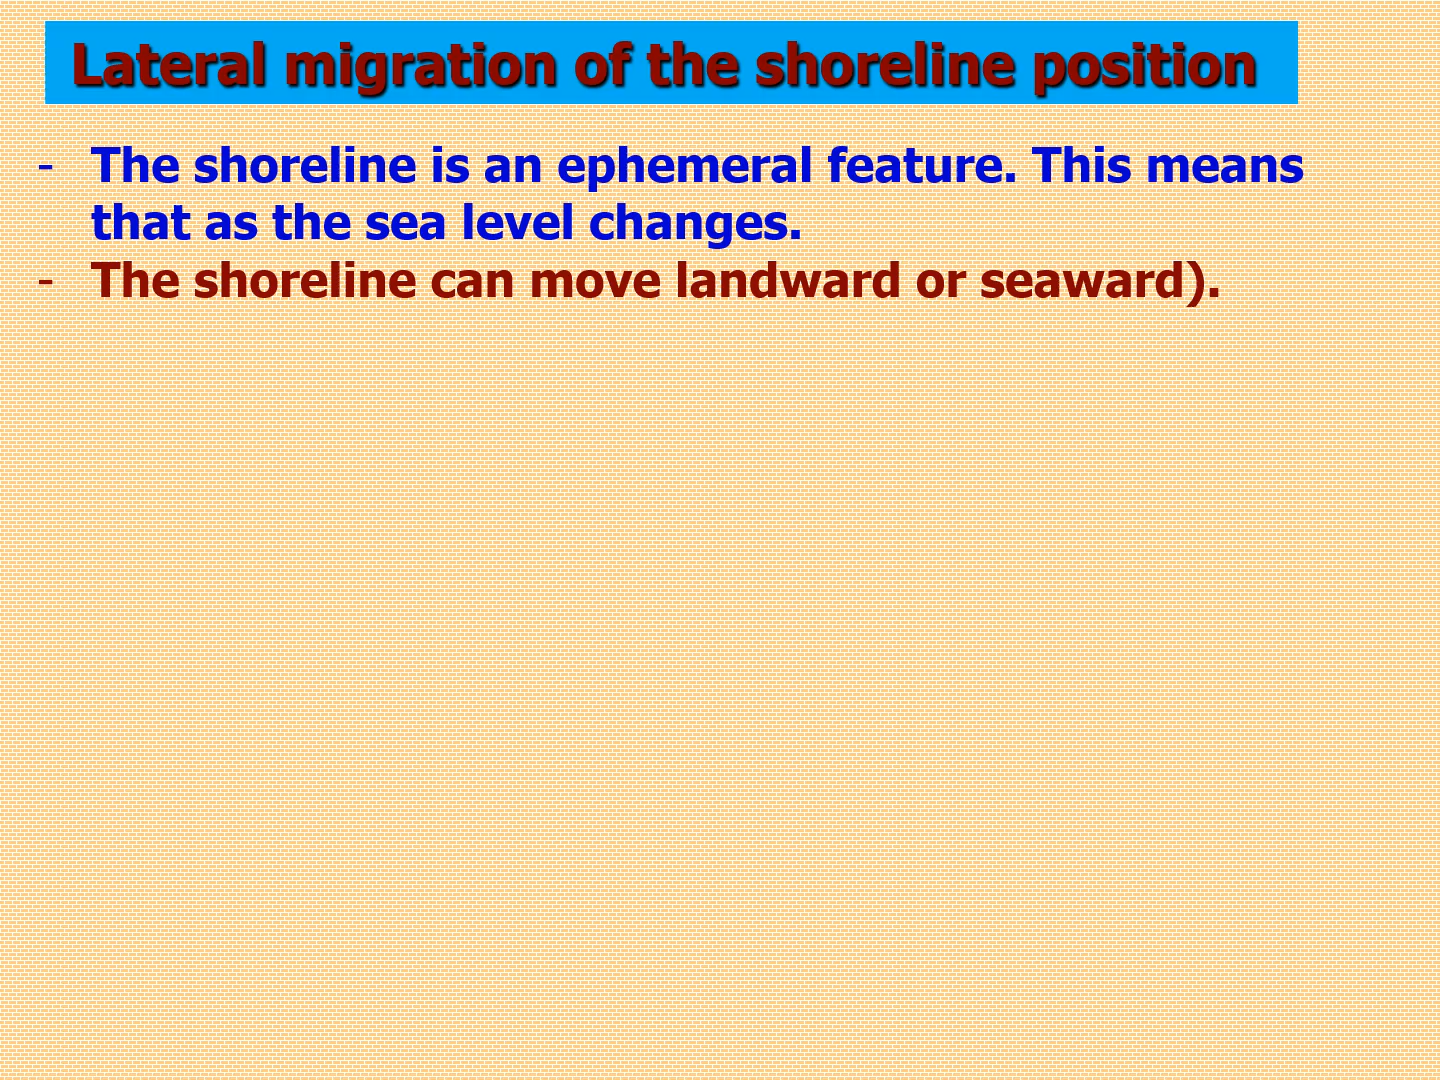 Lateral migration of the shoreline position
- The shoreline is an ephemeral feature. This means
that as the sea level changes.
- The shoreline can move landward or seaward).